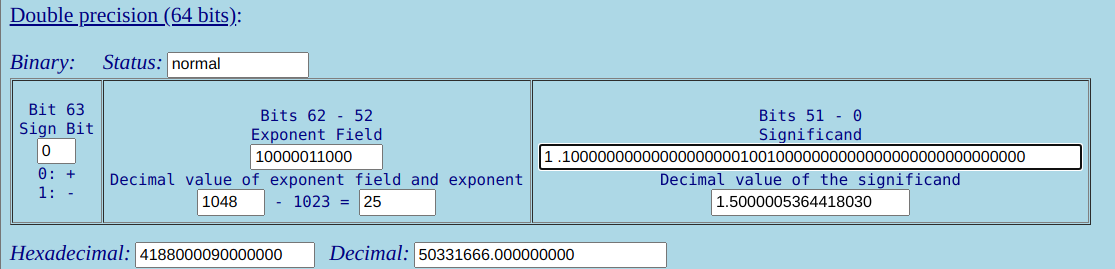 Double precision (64 bits):
Binary: Status: normal
Bit 63
Sign Bit
0
0: +
1: -
Bits 62 - 52
Exponent Field
10000011000
Decimal value of exponent field and exponent
1048 - 1023 = 25
Bits 51 - 0
Significand
1 .1000000000000000000010010000000000000000000000000000
Decimal value of the significand
1.5000005364418030
Hexadecimal: 4188000090000000 Decimal: 50331666.000000000